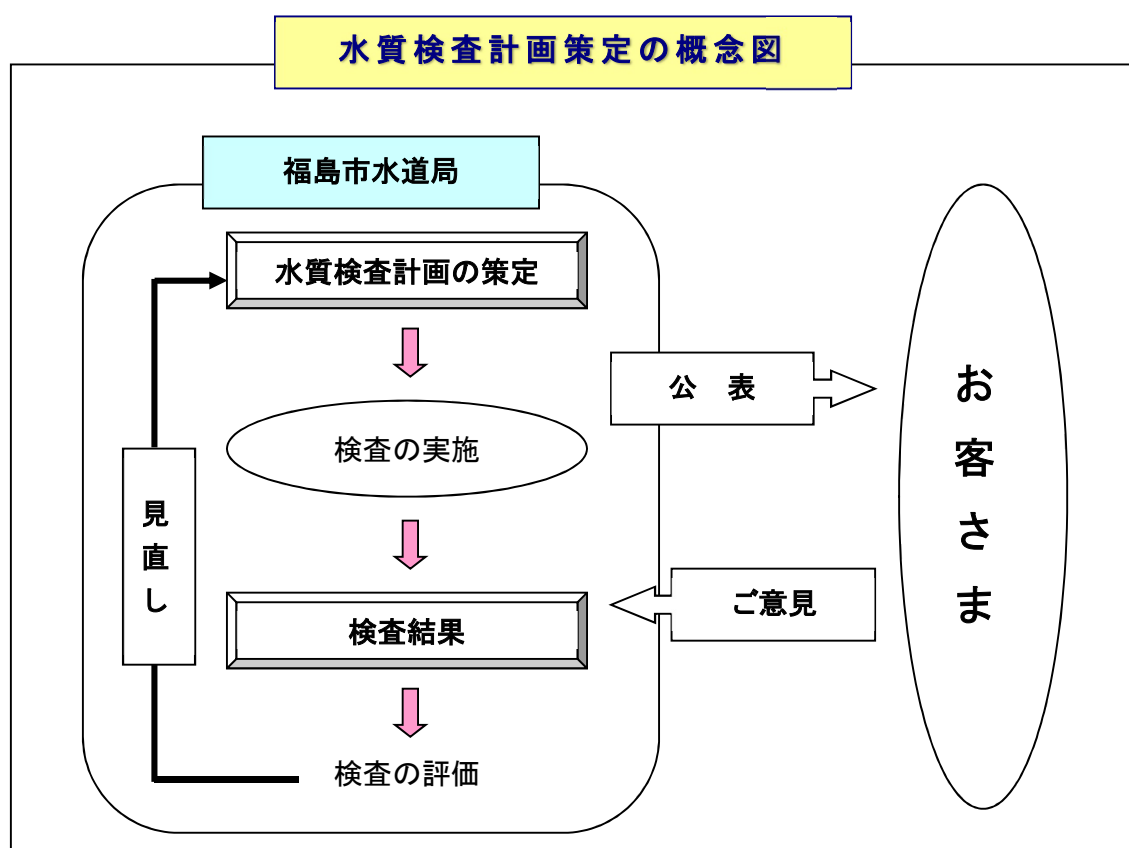 水質検査計画策定の概念図
福島市水道局
水質検査計画の策定
検査の実施
検査結果
検査の評価
見直し
公　表
ご意見
お客さま